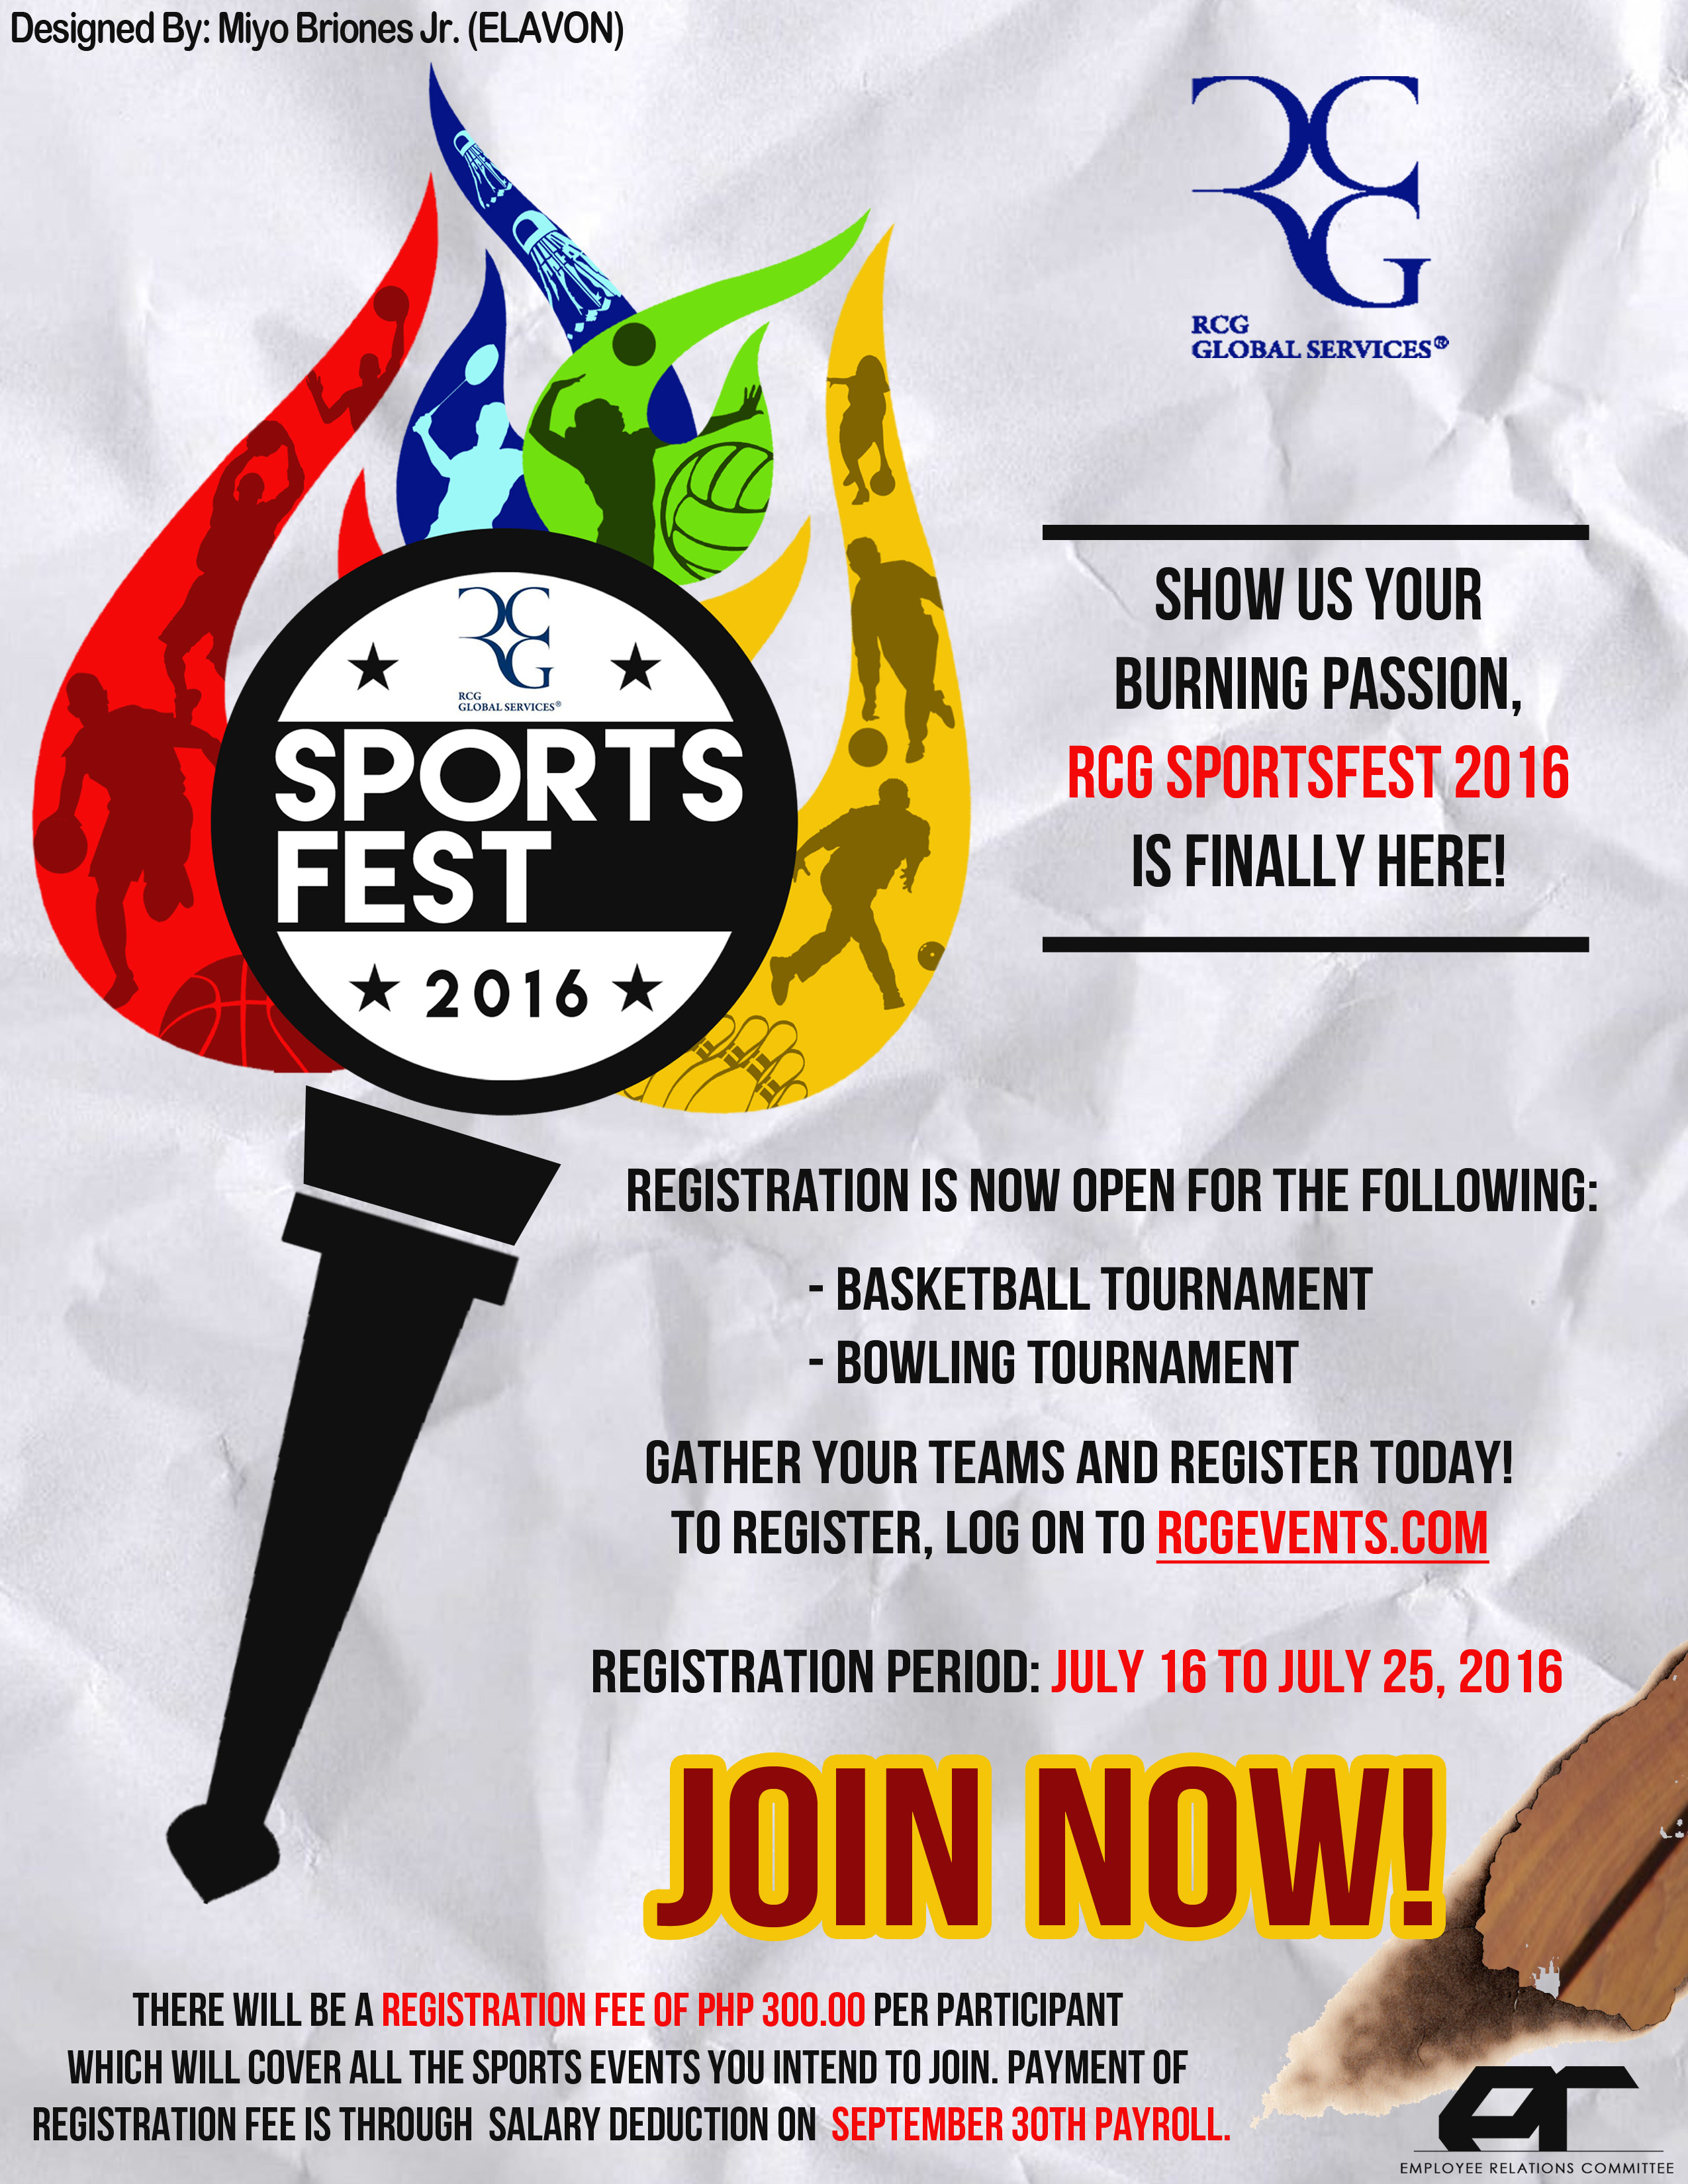 Designed By: Miyo Briones Jr. (ELAVON)
RCG
RCG
GLOBAL SERVICES®
SHOW US YOUR
BURNING PASSION,
RCG SPORTSFEST 2016
IS FINALLY HERE!
RCG
RCG
GLOBAL SERVICES®
SPORTS
FEST
2016
REGISTRATION IS NOW OPEN FOR THE FOLLOWING:
- BASKETBALL TOURNAMENT
- BOWLING TOURNAMENT
GATHER YOUR TEAMS AND REGISTER TODAY!
TO REGISTER, LOG ON TO RCGEVENTS.COM
REGISTRATION PERIOD: JULY 16 TO JULY 25, 2016
JOIN NOW!
THERE WILL BE A REGISTRATION FEE OF PHP 300.00 PER PARTICIPANT
WHICH WILL COVER ALL THE SPORTS EVENTS YOU INTEND TO JOIN. PAYMENT OF
REGISTRATION FEE IS THROUGH SALARY DEDUCTION ON SEPTEMBER 30TH PAYROLL.
erc
EMPLOYEE RELATIONS COMMITTEE